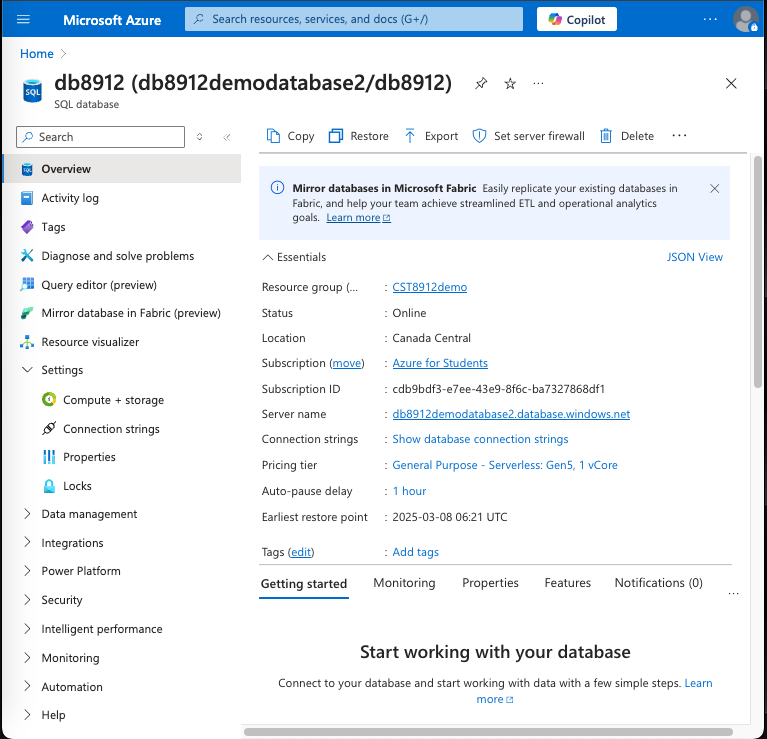 Microsoft Azure
Search resources, services, and docs (G+/)
Copilot
Home
db8912 (db8912demodatabase2/db8912)
SQL database
Search
Overview
Activity log
Tags
Diagnose and solve problems
Query editor (preview)
Mirror database in Fabric (preview)
Resource visualizer
Settings
Compute + storage
Connection strings
Properties
Locks
Data management
Integrations
Power Platform
Security
Intelligent performance
Monitoring
Automation
Help
Copy Restore Export Set server firewall Delete
Mirror databases in Microsoft Fabric Easily replicate your existing databases in
Fabric, and help your team achieve streamlined ETL and operational analytics
goals. Learn more
Essentials
JSON View
Resource group (... : CST8912demo
Status : Online
Location : Canada Central
Subscription (move) : Azure for Students
Subscription ID : cdb9bdf3-e7ee-43e9-8f6c-ba7327868df1
Server name : db8912demodatabase2.database.windows.net
Connection strings : Show database connection strings
Pricing tier : General Purpose - Serverless: Gen5, 1 vCore
Auto-pause delay : 1 hour
Earliest restore point : 2025-03-08 06:21 UTC
Tags (edit) : Add tags
Getting started Monitoring Properties Features Notifications (0)
Start working with your database
Connect to your database and start working with data with a few simple steps. Learn
more